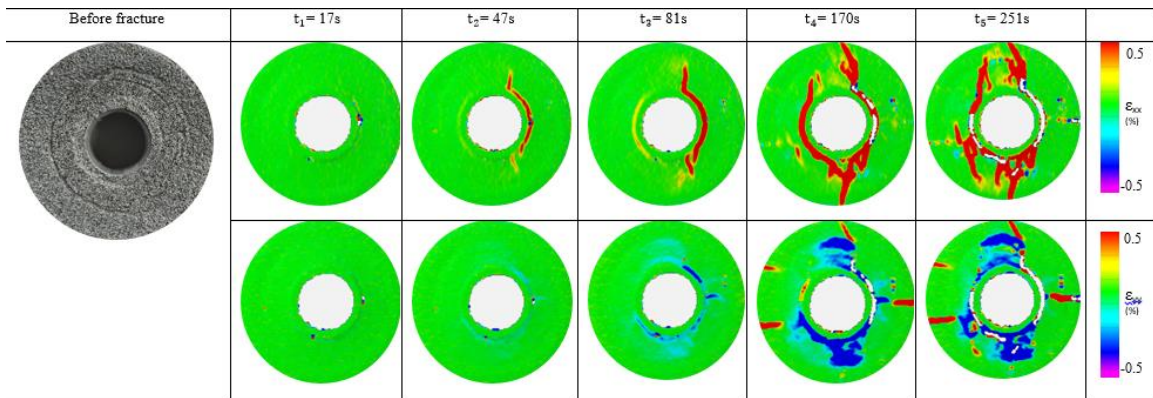 Before fracture t₁ = 17s t₂ = 47s t₃ = 81s t₄ = 170s t₅ = 251s
0.5
εxx
(%)
-0.5
0.5
εyy
(%)
-0.5